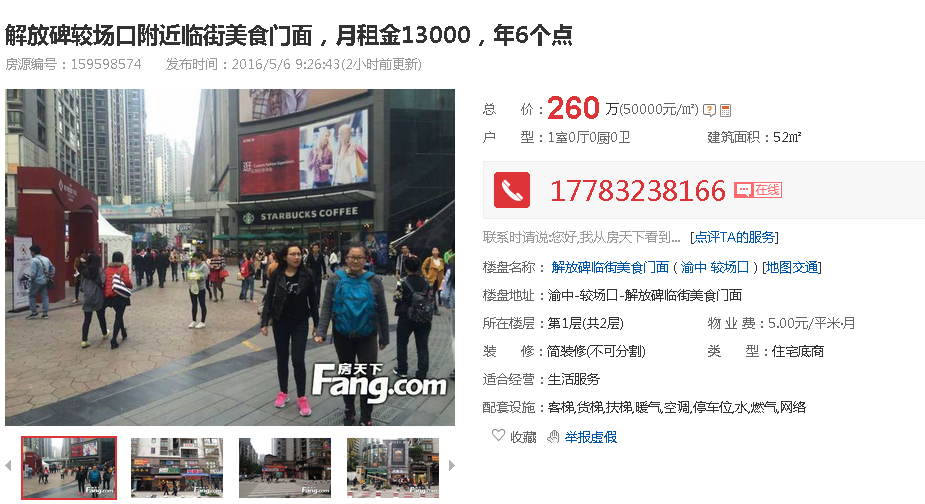 解放碑较场口附近临街美食门面，月租金13000，年6个点
房源编号：159598574 发布时间：2016/5/6 9:26:43(2小时前更新)
STARBUCKS COFFEE
房天下
Fang.com
总 价：260 万(50000元/㎡)
户 型：1室0厅0厨0卫 建筑面积：52㎡
17783238166 在线
联系时请说:您好,我从房天下看到... [点评TA的服务]
楼盘名称： 解放碑临街美食门面 ( 渝中 较场口 ) [地图交通]
楼盘地址：渝中-较场口-解放碑临街美食门面
所在楼层：第1层(共2层) 物 业 费：5.00元/平米·月
装 修：简装修(不可分割) 类 型：住宅底商
适合经营：生活服务
配套设施：客梯,货梯,扶梯,暖气,空调,停车位,水,燃气,网络
收藏 举报虚假
Fang.com
Fang.com
Fang.com
Fang.com